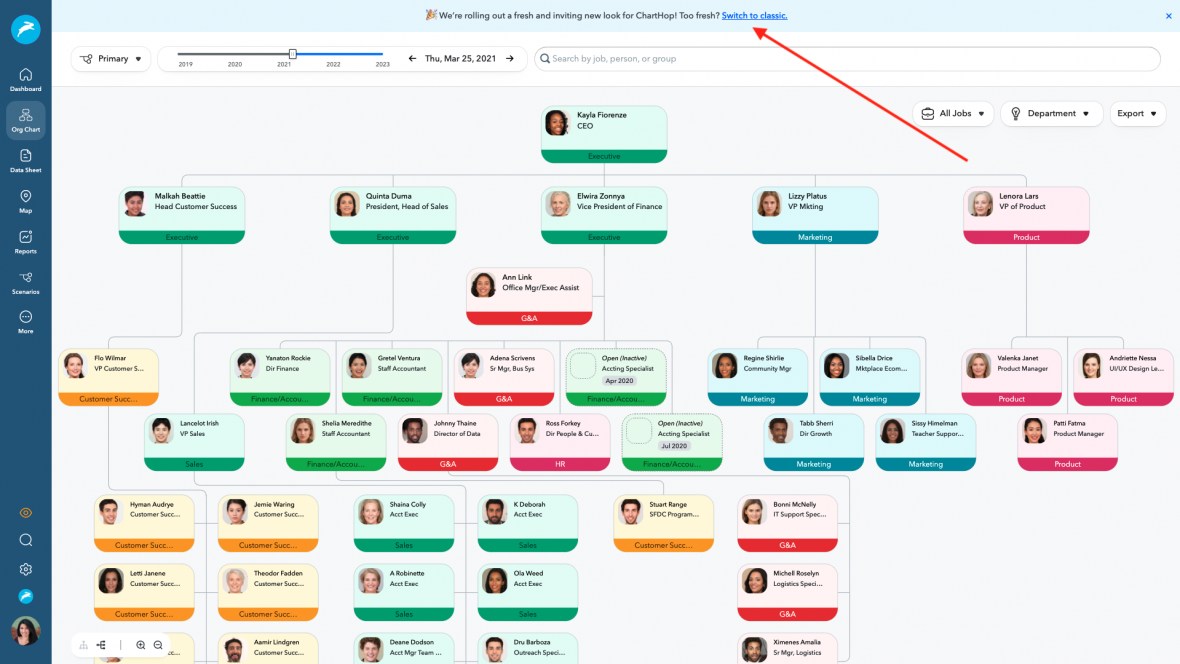 🎉 We're rolling out a fresh and inviting new look for ChartHop! Too fresh? Switch to classic.
Primary
2019 2020 2021 2022 2023
Thu, Mar 25, 2021
Search by job, person, or group
Dashboard
Org Chart
Data Sheet
Map
Reports
Scenarios
More
All Jobs
Department
Export
Kayla Fiorenze
CEO
Executive
Malkah Beattie
Head Customer Success
Executive
Quinta Duma
President, Head of Sales
Executive
Elwira Zonnya
Vice President of Finance
Executive
Lizzy Platus
VP Mkting
Marketing
Lenora Lars
VP of Product
Product
Ann Link
Office Mgr/Exec Assist
G&A
Flo Wilmar
VP Customer S...
Customer Succ...
Yanaton Rockie
Dir Finance
Finance/Accou...
Gretel Ventura
Staff Accountant
Finance/Accou...
Adena Scrivens
Sr Mgr, Bus Sys
G&A
Open (Inactive)
Accting Specialist
Apr 2020
Finance/Accou...
Regine Shirlie
Community Mgr
Marketing
Sibella Drice
Mktplace Ecom...
Marketing
Valenka Janet
Product Manager
Product
Andriette Nessa
UI/UX Design Le...
Product
Lancelot Irish
VP Sales
Sales
Shelia Meredithe
Staff Accountant
Finance/Accou...
Johnny Thaine
Director of Data
G&A
Ross Forkey
Dir People & Cu...
HR
Open (Inactive)
Accting Specialist
Jul 2020
Finance/Accou...
Tabb Sherri
Dir Growth
Marketing
Sissy Himelman
Teacher Suppor...
Marketing
Patti Fatma
Product Manager
Product
Hyman Audrye
Customer Succ...
Customer Succ...
Jemie Waring
Customer Succ...
Customer Succ...
Shaina Colly
Acct Exec
Sales
K Deborah
Acct Exec
Sales
Stuart Range
SFDC Program...
Customer Succ...
Bonni McNelly
IT Support Spec...
G&A
Letti Janene
Customer Succ...
Customer Succ...
Theodor Fadden
Customer Succ...
Customer Succ...
A Robinette
Acct Exec
Sales
Ola Weed
Acct Exec
Sales
Michell Roselyn
Logistics Speci...
G&A
cc...
Aamir Lindgren
Customer Succ...
Deane Dodson
Acct Mgr Team ...
Dru Barboza
Outreach Speci...
Ximenes Amalia
Sr Mgr, Logistics